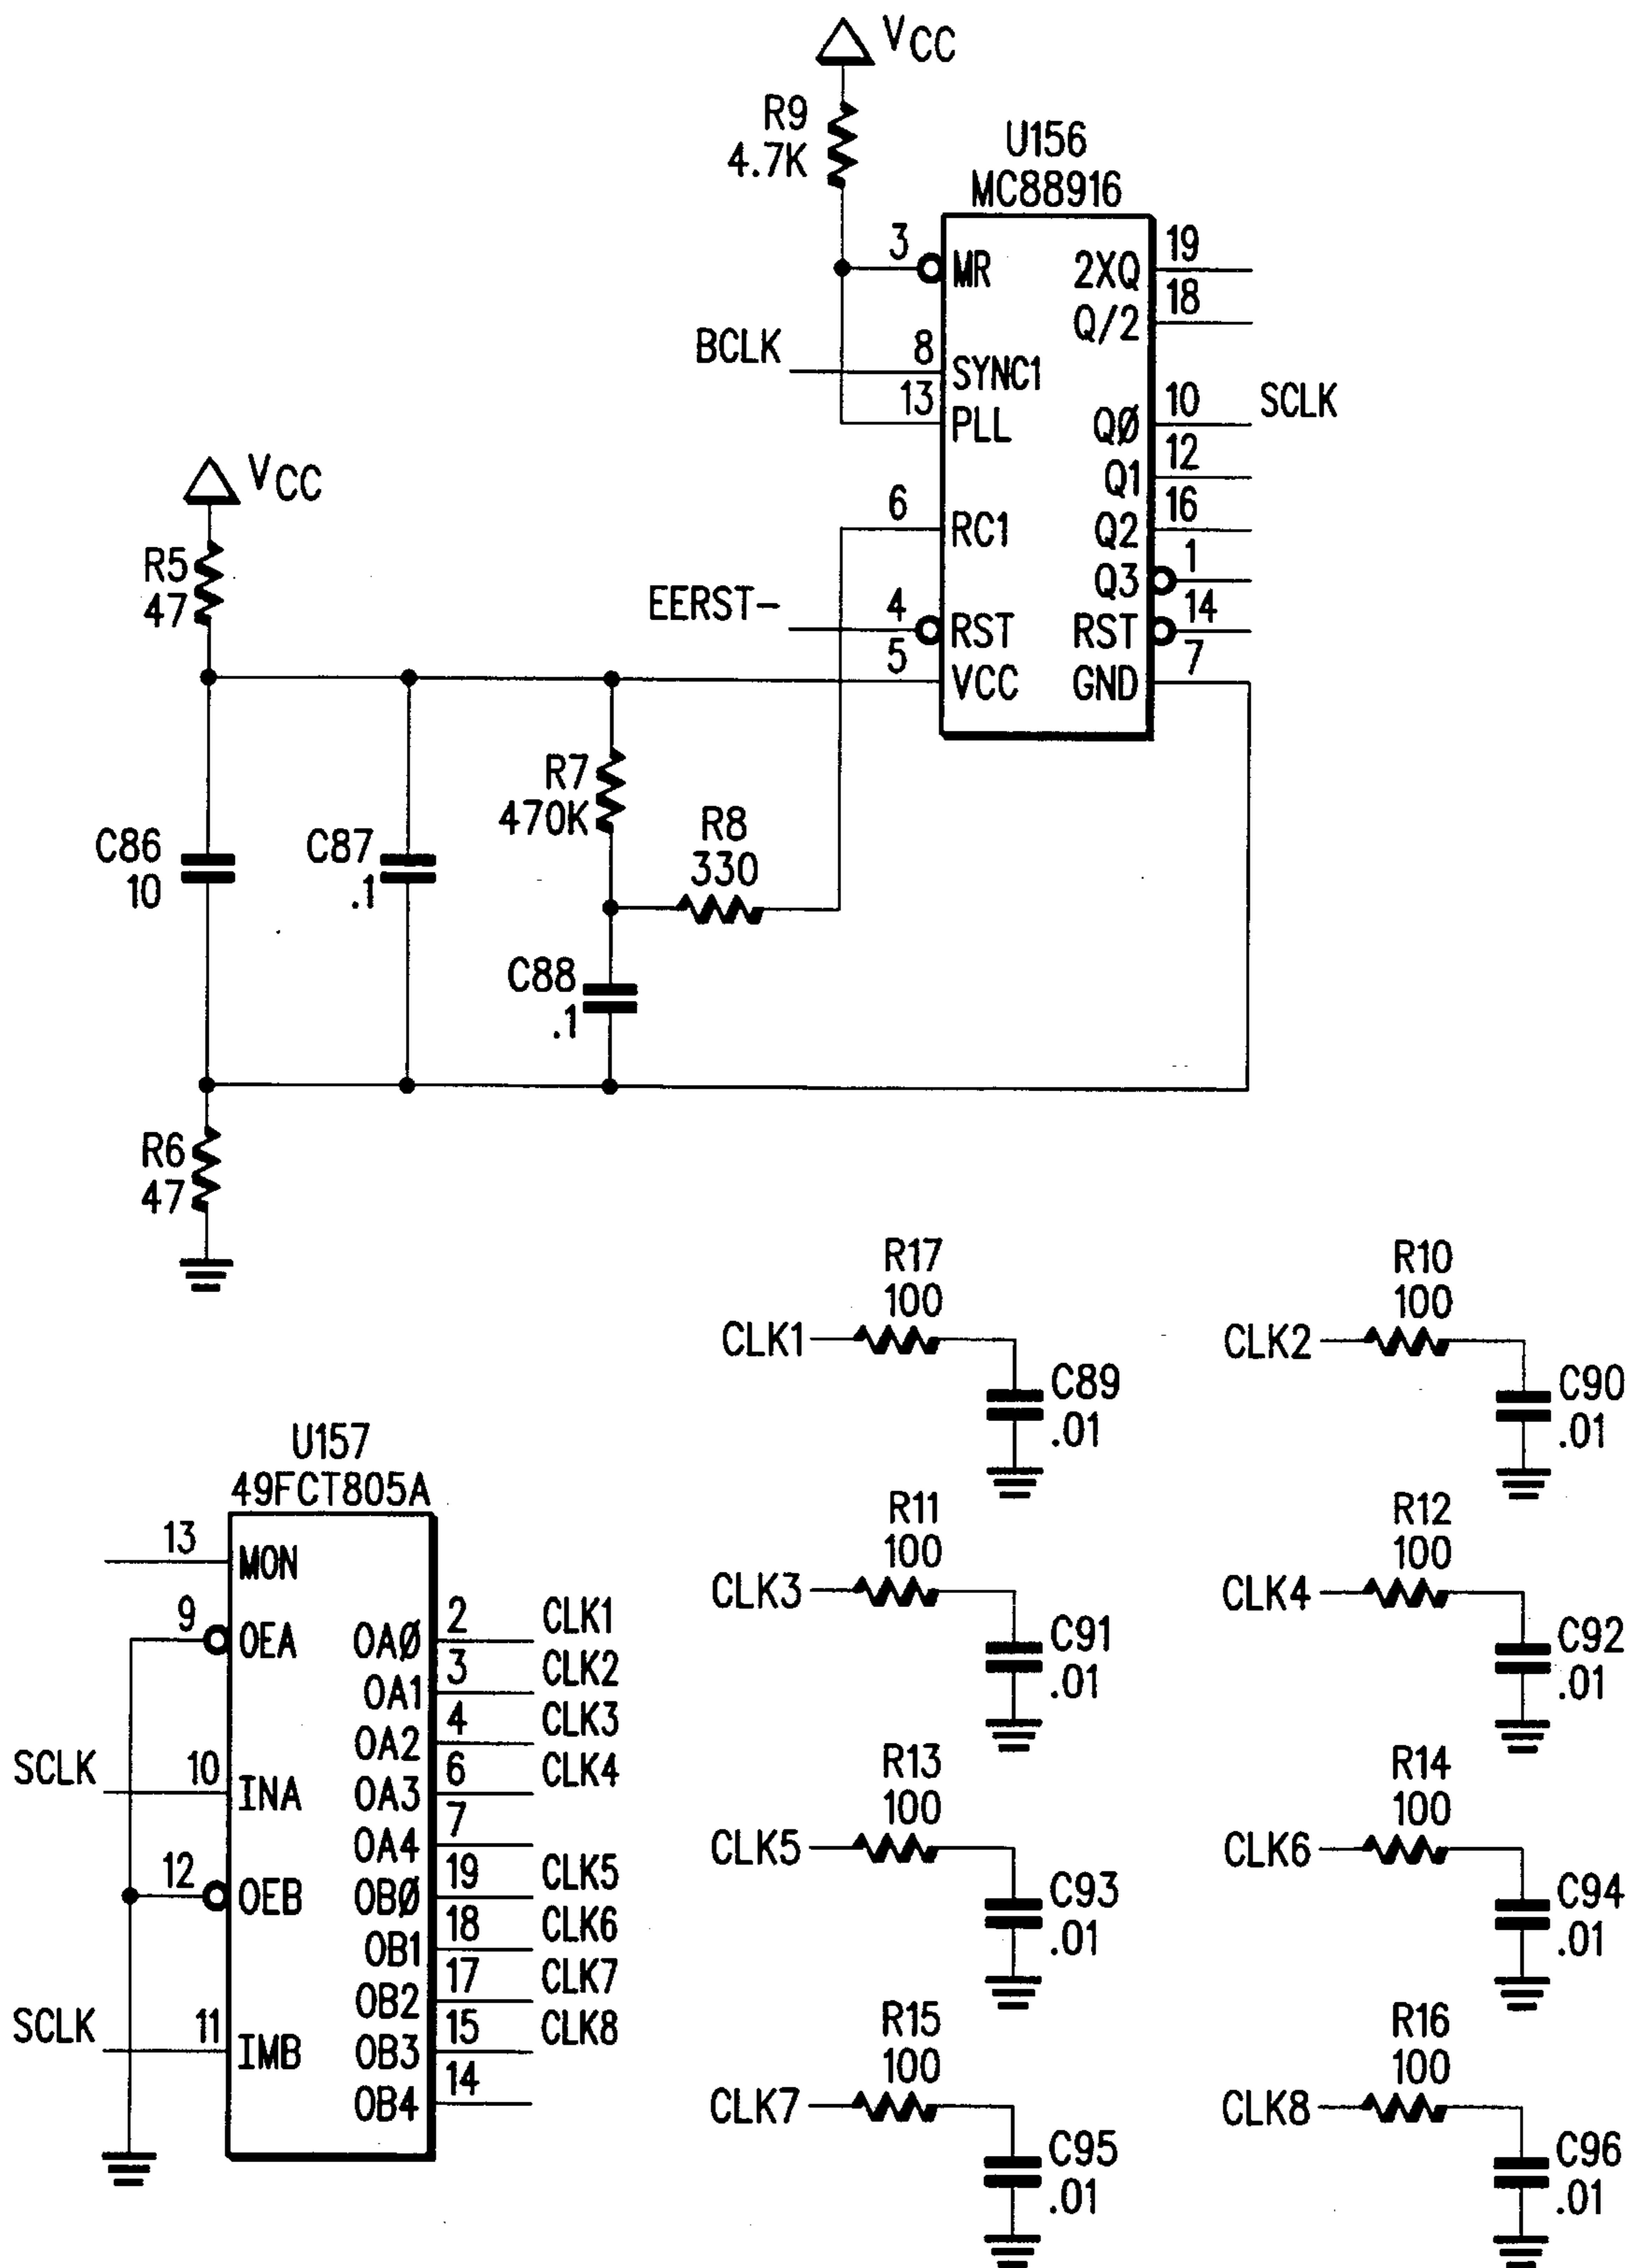 VCC
R9
4.7K
U156
MC88916
3
MR
2XQ
19
Q/2
18
BCLK
8
SYNC1
13
PLL
QØ
10
SCLK
Q1
12
VCC
6
RC1
Q2
16
R5
47
Q3
1
EERST-
4
RST
RST
14
5
VCC
GND
7
R7
470K
R8
330
C86
10
C87
.1
C88
.1
R6
47
R17
100
CLK1
C89
.01
R10
100
CLK2
C90
.01
U157
49FCT805A
13
MON
9
OEA
OAØ
2
CLK1
OA1
3
CLK2
OA2
4
CLK3
SCLK
10
INA
OA3
6
CLK4
OA4
7
12
OEB
OBØ
19
CLK5
OB1
18
CLK6
OB2
17
CLK7
SCLK
11
IMB
OB3
15
CLK8
OB4
14
R11
100
CLK3
C91
.01
R12
100
CLK4
C92
.01
R13
100
CLK5
C93
.01
R14
100
CLK6
C94
.01
R15
100
CLK7
C95
.01
R16
100
CLK8
C96
.01